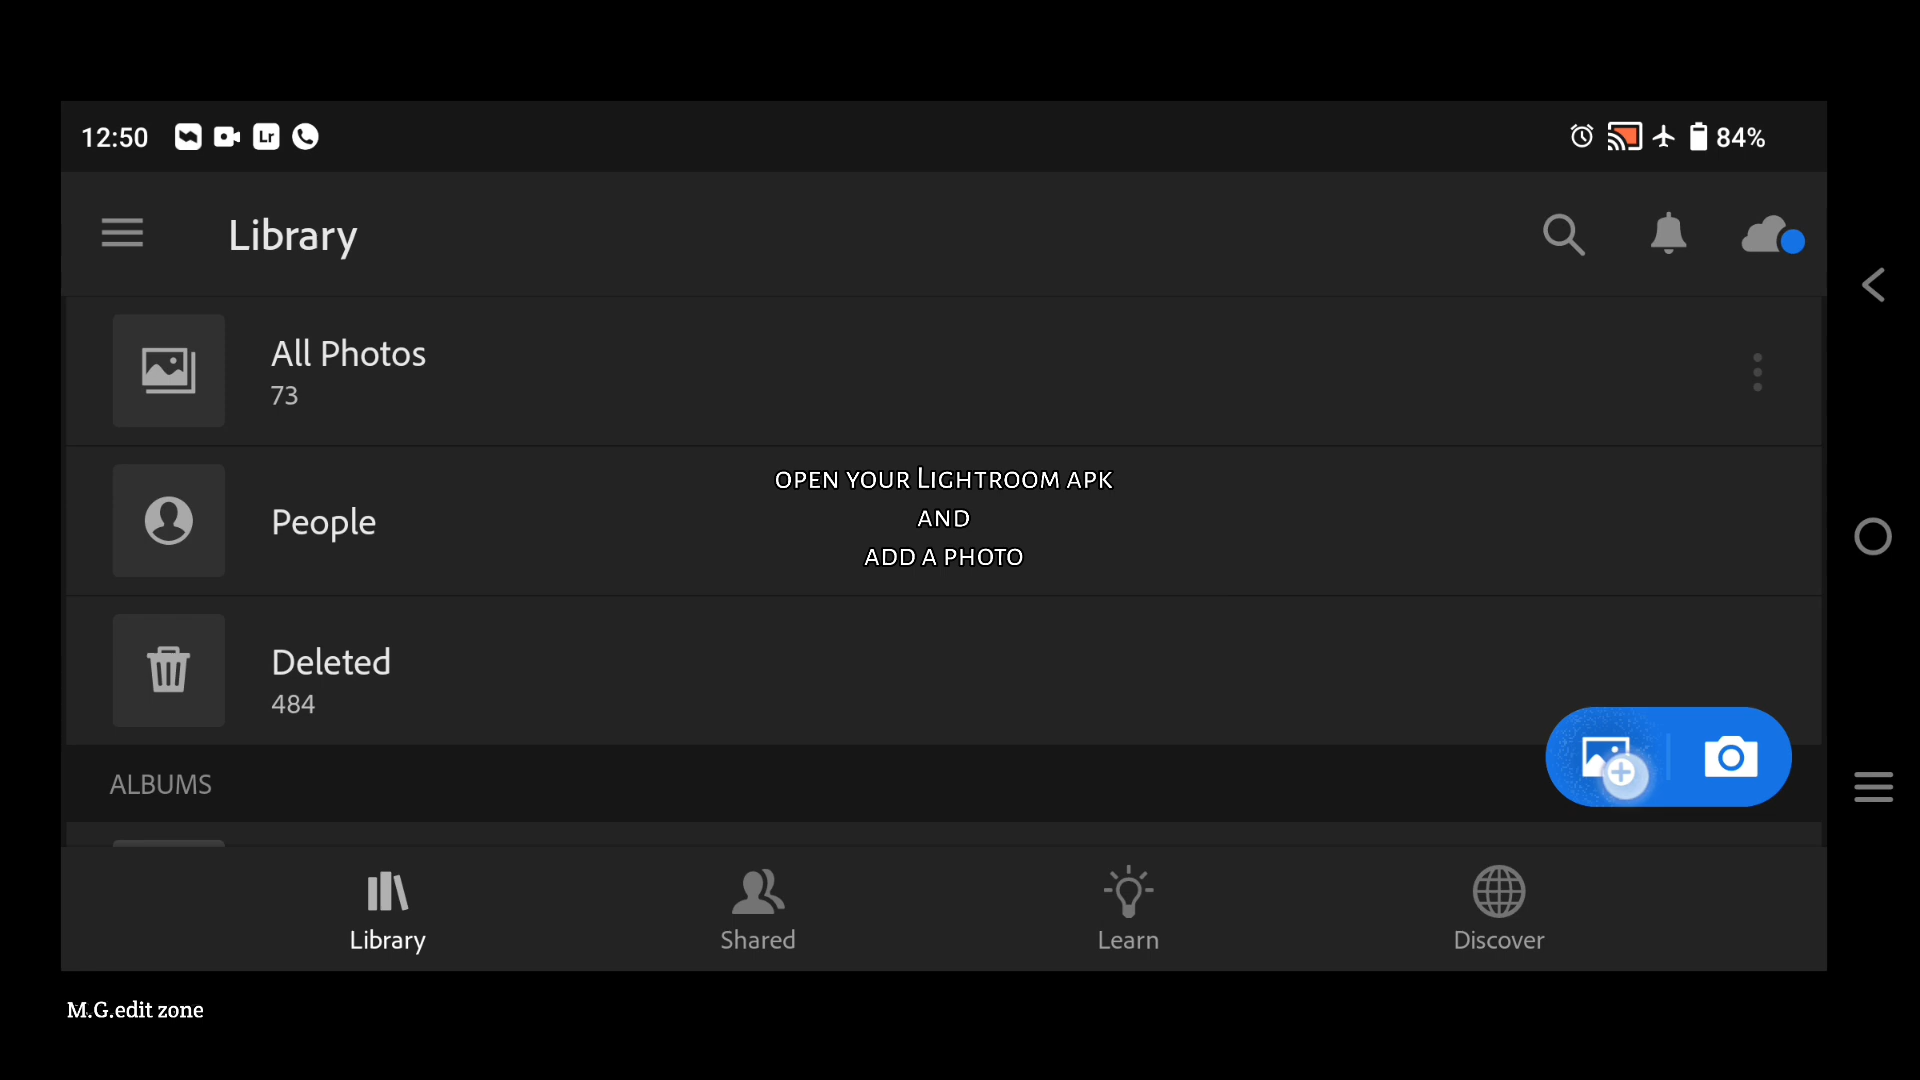 12:50
Lr
84%
Library
All Photos
73
People
OPEN YOUR LIGHTROOM APK
AND
ADD A PHOTO
Deleted
484
ALBUMS
Library
Shared
Learn
Discover
M.G.edit zone